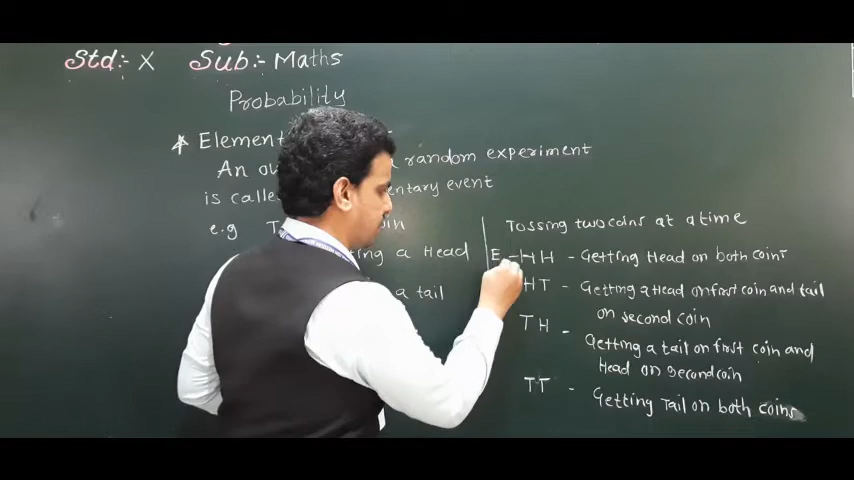 Std:- X Sub:- Maths
Probability
* Element
An ou a random experiment
is calle entary event
e.g T in
ting a Head
a tail
Tossing two coins at a time
E HH - Getting Head on both coins
HT - Getting a Head on first coin and tail
on second coin
TH - Getting a tail on first coin and
Head on second coin
TT - Getting Tail on both coins